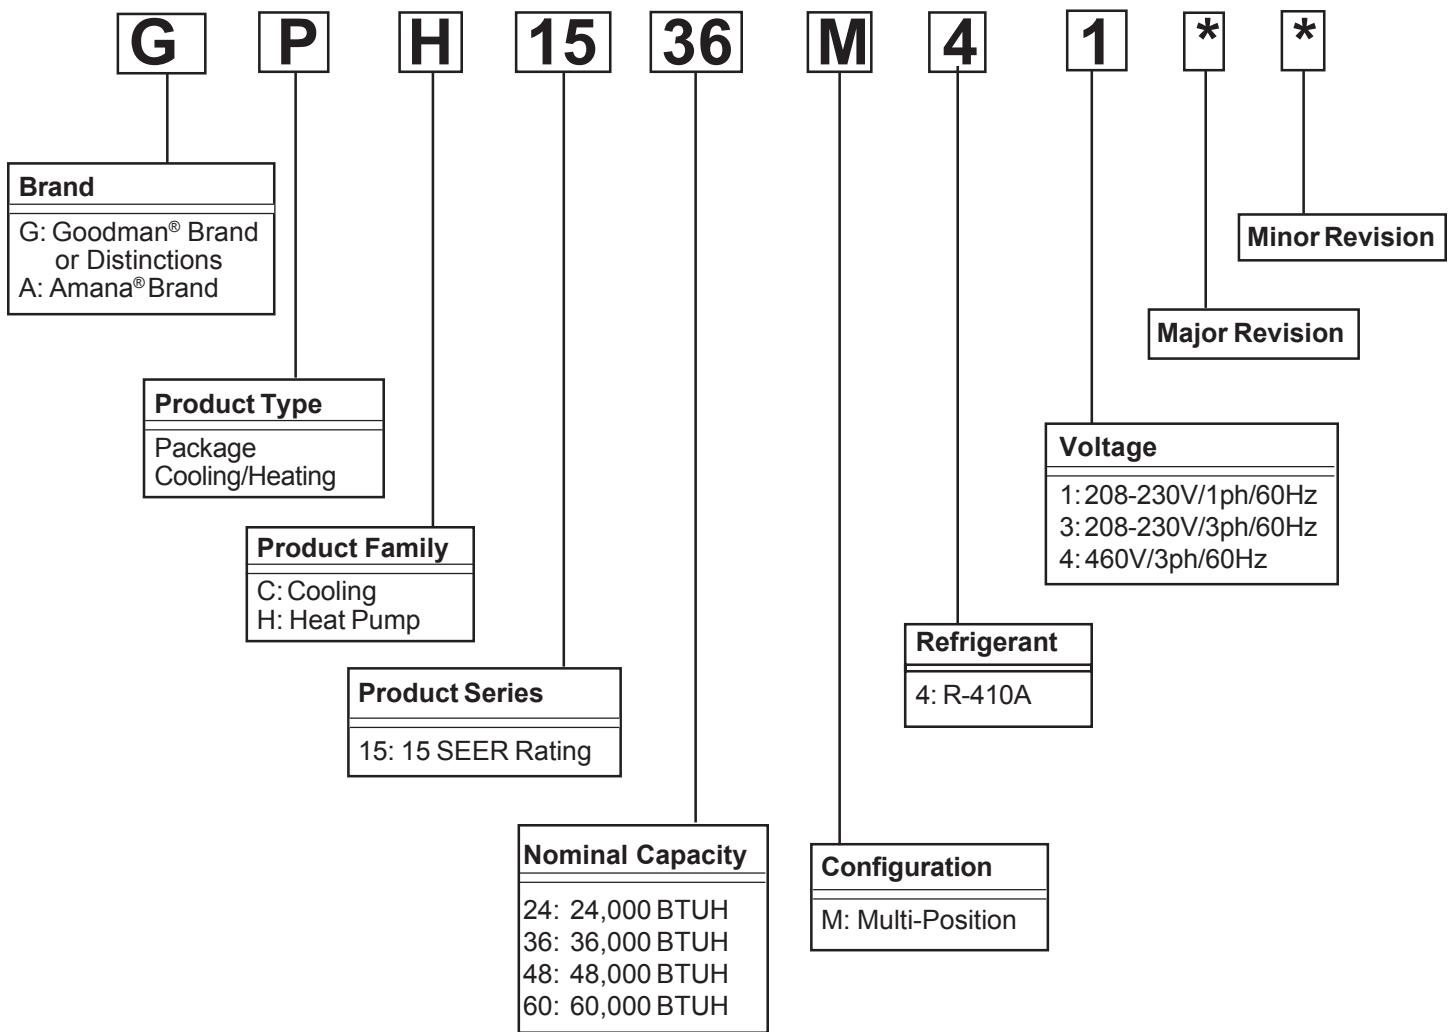 G P H 15 36 M 4 1 * *
Brand
G: Goodman® Brand
or Distinctions
A: Amana® Brand
Minor Revision
Major Revision
Product Type
Package
Cooling/Heating
Voltage
1: 208-230V/1ph/60Hz
3: 208-230V/3ph/60Hz
4: 460V/3ph/60Hz
Product Family
C: Cooling
H: Heat Pump
Refrigerant
4: R-410A
Product Series
15: 15 SEER Rating
Nominal Capacity
24: 24,000 BTUH
36: 36,000 BTUH
48: 48,000 BTUH
60: 60,000 BTUH
Configuration
M: Multi-Position